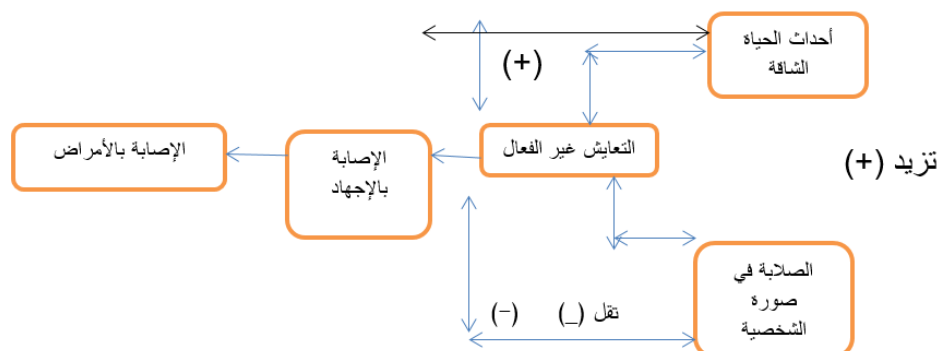 أحداث الحياة
الشاقة
(+)
التعايش غير الفعال
الإصابة
بالإجهاد
الإصابة بالأمراض
تزيد (+)
الصلابة في
صورة
الشخصية
تقل (_) (−)